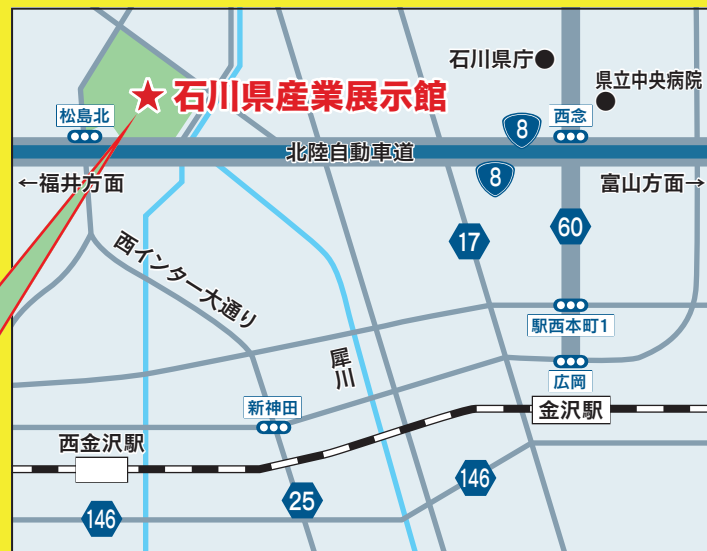 石川県庁
県立中央病院
石川県産業展示館
松島北
西念
8
北陸自動車道
←福井方面
8
富山方面→
西インター大通り
17
60
駅西本町1
犀川
広岡
新神田
金沢駅
西金沢駅
146
25
146